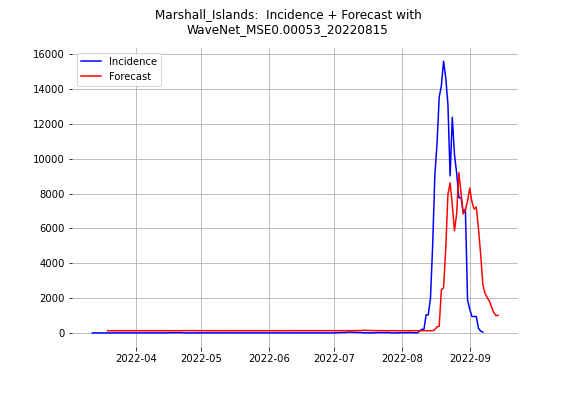 Marshall_Islands:  Incidence + Forecast with
WaveNet_MSE0.00053_20220815
Incidence
Forecast
16000
14000
12000
10000
8000
6000
4000
2000
0
2022-04 2022-05 2022-06 2022-07 2022-08 2022-09